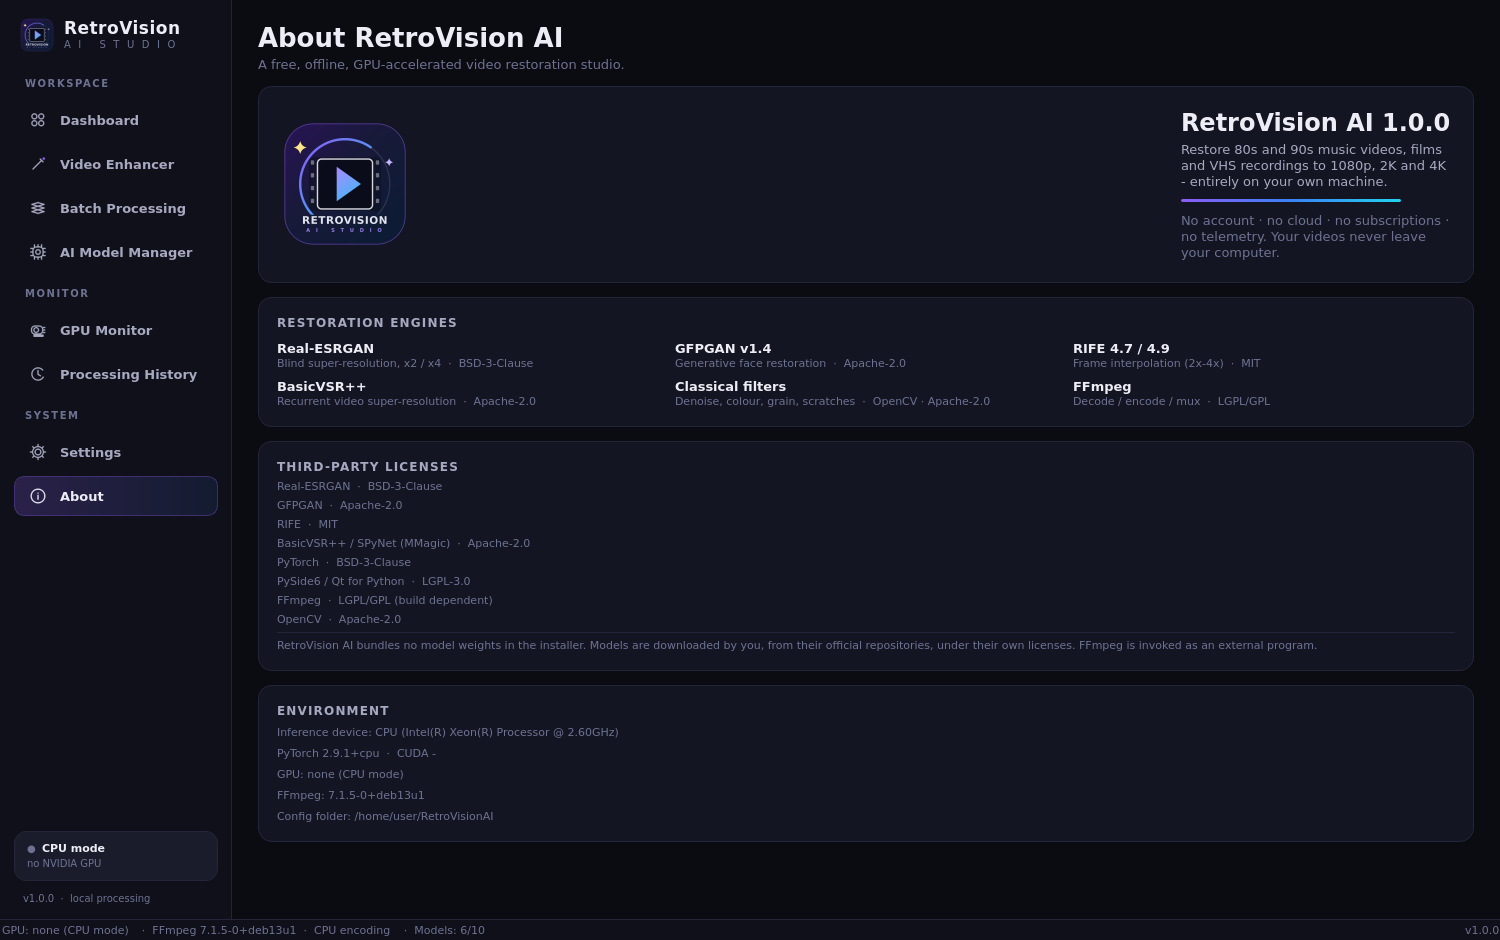 RetroVision
AI STUDIO
WORKSPACE
Dashboard
Video Enhancer
Batch Processing
AI Model Manager
MONITOR
GPU Monitor
Processing History
SYSTEM
Settings
About
CPU mode
no NVIDIA GPU
v1.0.0 · local processing
About RetroVision AI
A free, offline, GPU-accelerated video restoration studio.
RETROVISION
AI STUDIO
RetroVision AI 1.0.0
Restore 80s and 90s music videos, films
and VHS recordings to 1080p, 2K and 4K
- entirely on your own machine.
No account · no cloud · no subscriptions ·
no telemetry. Your videos never leave
your computer.
RESTORATION ENGINES
Real-ESRGAN
Blind super-resolution, x2 / x4 · BSD-3-Clause
GFPGAN v1.4
Generative face restoration · Apache-2.0
RIFE 4.7 / 4.9
Frame interpolation (2x-4x) · MIT
BasicVSR++
Recurrent video super-resolution · Apache-2.0
Classical filters
Denoise, colour, grain, scratches · OpenCV · Apache-2.0
FFmpeg
Decode / encode / mux · LGPL/GPL
THIRD-PARTY LICENSES
Real-ESRGAN · BSD-3-Clause
GFPGAN · Apache-2.0
RIFE · MIT
BasicVSR++ / SPyNet (MMagic) · Apache-2.0
PyTorch · BSD-3-Clause
PySide6 / Qt for Python · LGPL-3.0
FFmpeg · LGPL/GPL (build dependent)
OpenCV · Apache-2.0
RetroVision AI bundles no model weights in the installer. Models are downloaded by you, from their official repositories, under their own licenses. FFmpeg is invoked as an external program.
ENVIRONMENT
Inference device: CPU (Intel(R) Xeon(R) Processor @ 2.60GHz)
PyTorch 2.9.1+cpu · CUDA -
GPU: none (CPU mode)
FFmpeg: 7.1.5-0+deb13u1
Config folder: /home/user/RetroVisionAI
GPU: none (CPU mode) · FFmpeg 7.1.5-0+deb13u1 · CPU encoding · Models: 6/10
v1.0.0